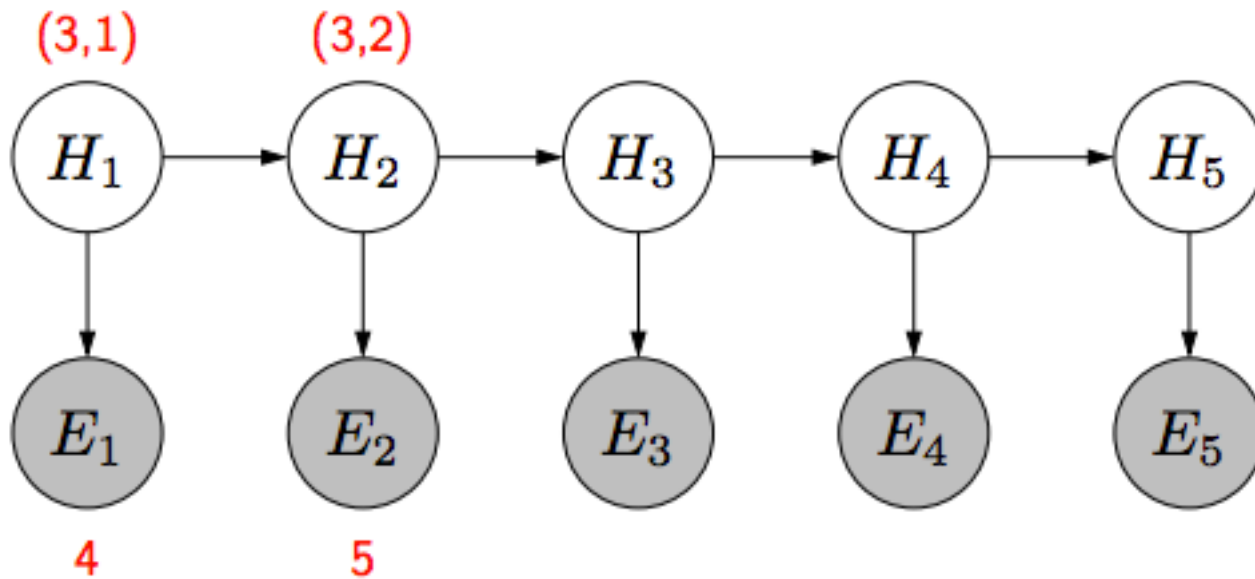 (3,1) (3,2)
H₁ H₂ H₃ H₄ H₅
E₁ E₂ E₃ E₄ E₅
4 5